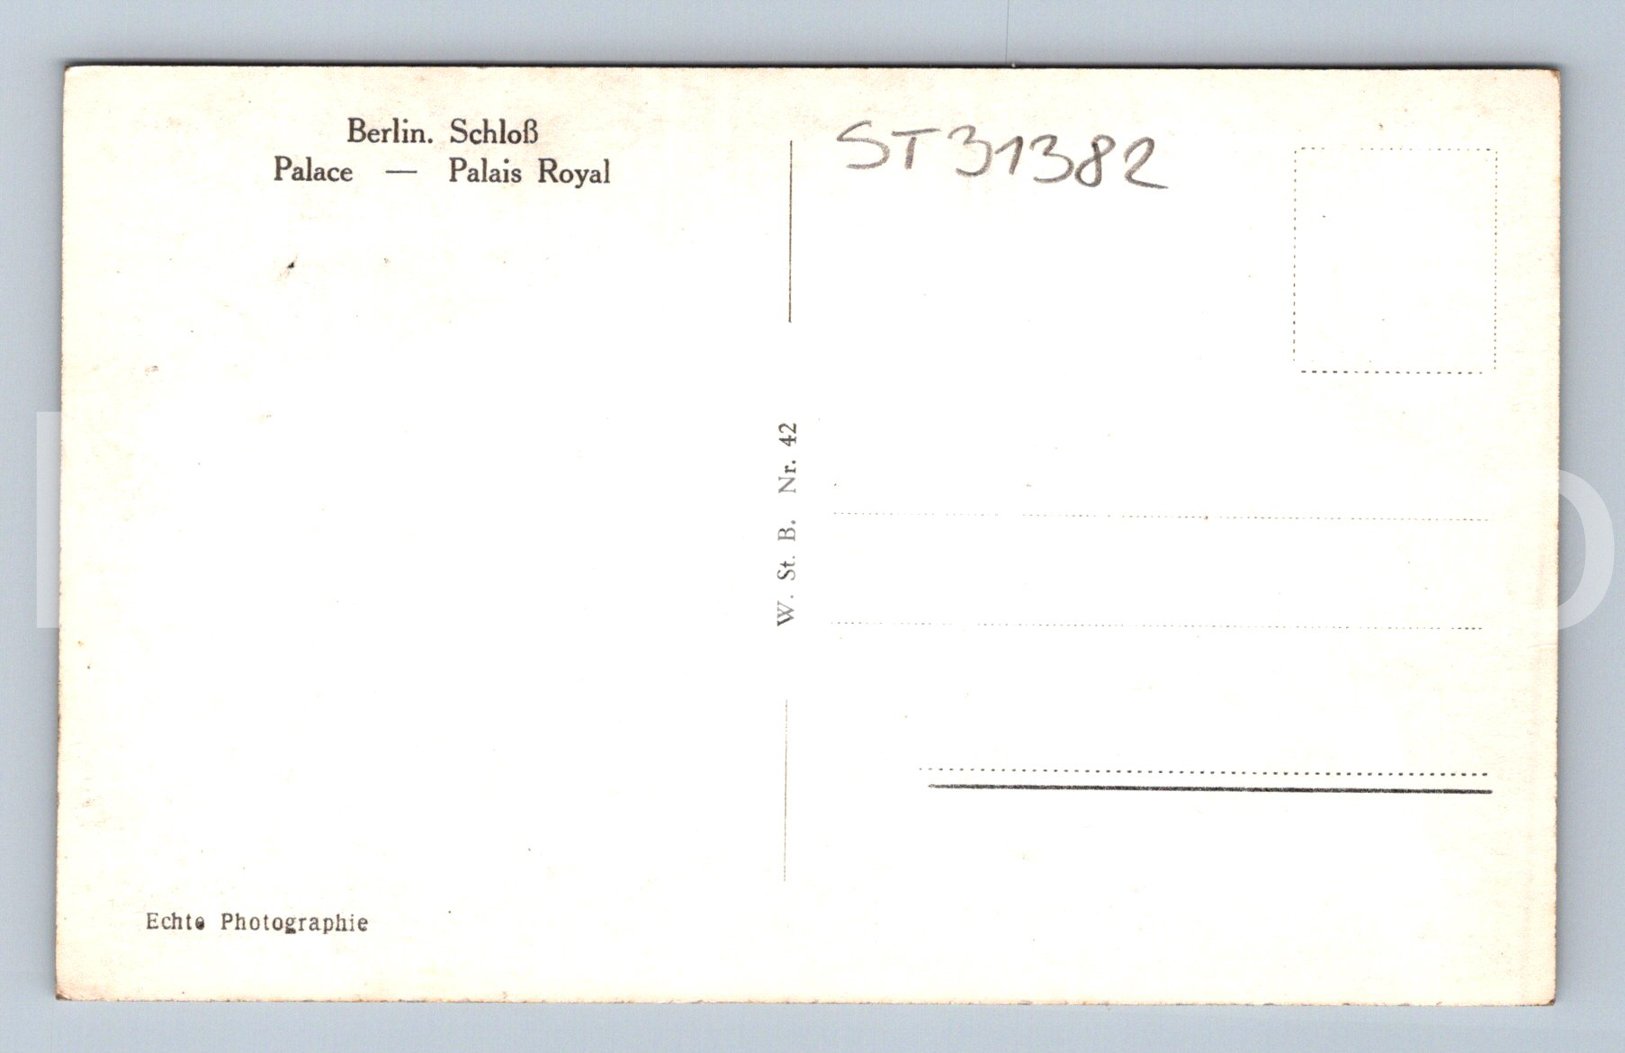 Berlin. Schloß
Palace — Palais Royal
ST31382
W. St. B. Nr. 42
Echte Photographie